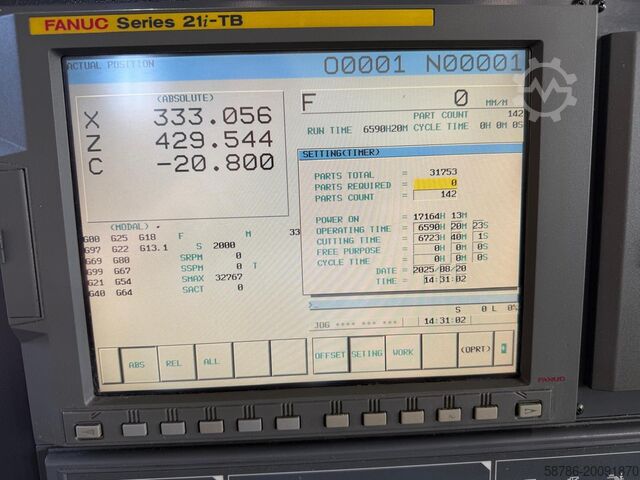 FANUC Series 21i-TB
ACTUAL POSITION
O0001 N00001
(ABSOLUTE)
X 333.056
Z 429.544
C -20.800
F 0 MM/M
PART COUNT 142
RUN TIME 6590H20M CYCLE TIME 0H 0M 0S
SETTING(TIMER)
PARTS TOTAL = 31753
PARTS REQUIRED = 0
PARTS COUNT = 142
POWER ON = 17164H 13M
OPERATING TIME = 6590H 20M 23S
CUTTING TIME = 6723H 40M 1S
FREE PURPOSE = 0H 0M 0S
CYCLE TIME = 0H 0M 0S
DATE = 2025/08/20
TIME = 14:31:02
(MODAL)
G00 G25 G18 F M 33
G97 G22 G13.1 S 2000
G69 G80 SRPM 0
G99 G67 SSPM 0 T
G21 G54 SMAX 32767
G40 G64 SACT 0
S 0 L 0%
JOG **** *** *** 14:31:02
ABS REL ALL
OFFSET SETING WORK (OPRT)
FANUC
58786-20091870